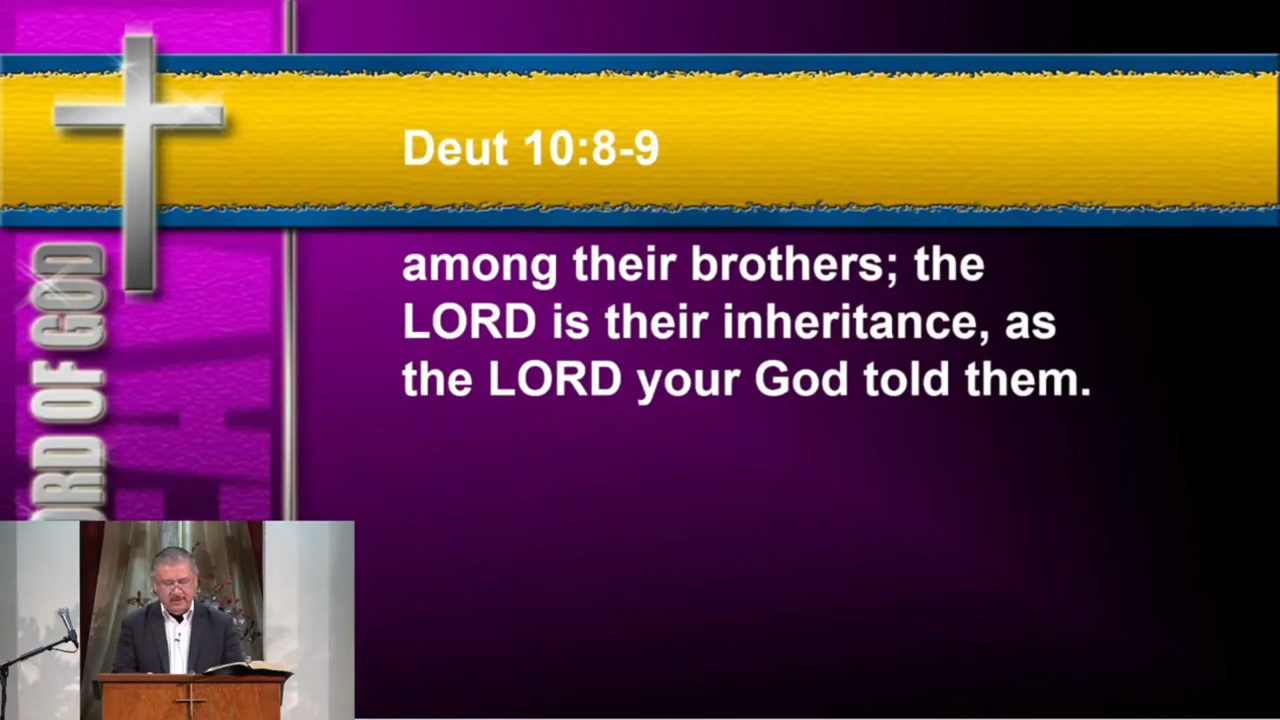 Deut 10:8-9
among their brothers; the
LORD is their inheritance, as
the LORD your God told them.
ORD OF GOD